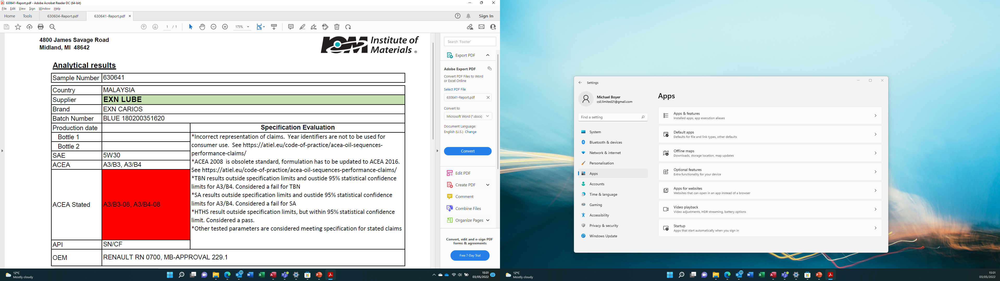 630641-Report.pdf - Adobe Acrobat Reader DC (64-bit)
File Edit View Sign Window Help
Home Tools 630604-Report.pdf 630641-Report.pdf × Sign In
1 / 1 175%
4800 James Savage Road
Midland, MI 48642
IOM Institute of
Materials ®
Analytical results
Sample Number 630641
Country MALAYSIA
Supplier EXN LUBE
Brand EXN CARIOS
Batch Number BLUE 180200351620
Production date Specification Evaluation
Bottle 1
Bottle 2
SAE 5W30
ACEA A3/B3, A3/B4
ACEA Stated A3/B3-08, A3/B4-08
API SN/CF
OEM RENAULT RN 0700, MB-APPROVAL 229.1
*Incorrect representation of claims. Year identifiers are not to be used for
consumer use. See https://atiel.eu/code-of-practice/acea-oil-sequences-
performance-claims/
*ACEA 2008 is obsolete standard, formulation has to be updated to ACEA 2016.
See https://atiel.eu/code-of-practice/acea-oil-sequences-performance-claims/
*TBN results outside specification limits and oustide 95% statistical confidence
limits for A3/B4. Considered a fail for TBN
*SA results outside specification limits and oustide 95% statistical confidence
limits for A3/B4. Considered a fail for SA
*HTHS result outside specification limits, but within 95% statistical confidence
limit. Considered a pass.
*Other tested parameters are considered meeting specification for stated claims
Search 'Footer'
Export PDF
Adobe Export PDF
Convert PDF Files to Word
or Excel Online
Select PDF File
630641-Report.pdf
Convert to
Microsoft Word (*.docx)
Document Language:
English (U.S.) Change
Convert
Edit PDF
Create PDF
Comment
Combine Files
Organize Pages
Convert, edit and e-sign PDF
forms & agreements
Free 7-Day Trial
12°C
Mostly cloudy
15:01
03/05/2022
22
Settings
Michael Boyer
csli.limited21@gmail.com
Find a setting
System
Bluetooth & devices
Network & internet
Personalisation
Apps
Accounts
Time & language
Gaming
Accessibility
Privacy & security
Windows Update
Apps
Apps & features
Installed apps, app execution aliases
Default apps
Defaults for file and link types, other defaults
Offline maps
Downloads, storage location, map updates
Optional features
Extra functionality for your device
Apps for websites
Websites that can open in an app instead of a browser
Video playback
Video adjustments, HDR streaming, battery options
Startup
Apps that start automatically when you sign in
12°C
Mostly cloudy
15:01
03/05/2022